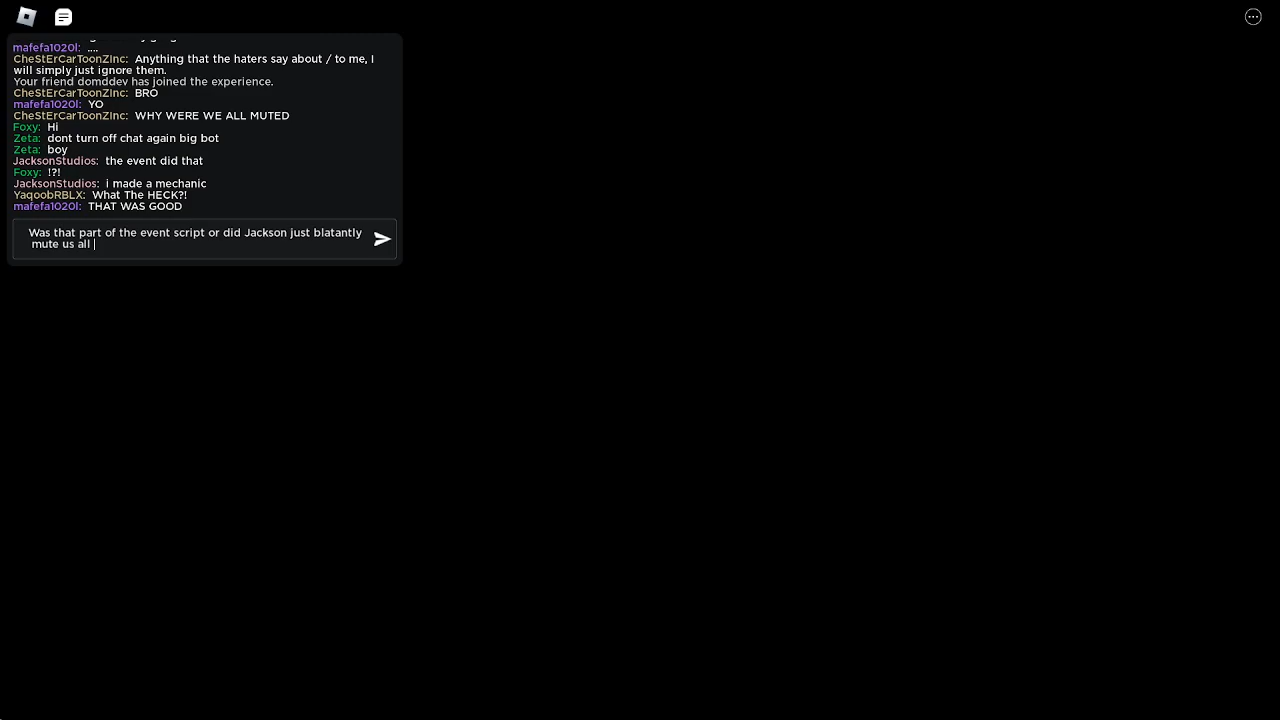 mafefa1020l: ....
CheStErCarToonZInc: Anything that the haters say about / to me, I
will simply just ignore them.
Your friend domddev has joined the experience.
CheStErCarToonZInc: BRO
mafefa1020l: YO
CheStErCarToonZInc: WHY WERE WE ALL MUTED
Foxy: Hi
Zeta: dont turn off chat again big bot
Zeta: boy
JacksonStudios: the event did that
Foxy: !?!
JacksonStudios: i made a mechanic
YaqoobRBLX: What The HECK?!
mafefa1020l: THAT WAS GOOD
Was that part of the event script or did Jackson just blatantly
mute us all